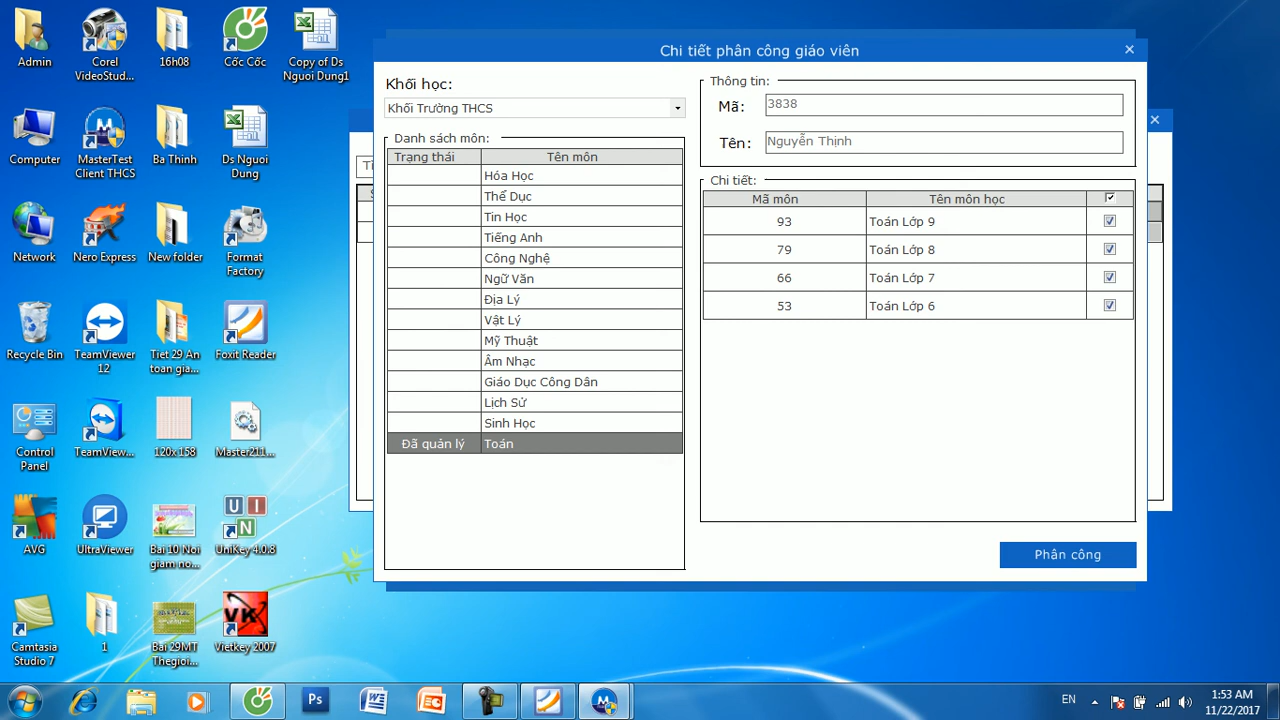 Admin
Corel
VideoStud...
16h08
Cốc Cốc
Copy of Ds
Nguoi Dung1
Computer
MasterTest
Client THCS
Ba Thinh
Ds Nguoi
Dung
Network
Nero Express
New folder
Format
Factory
Recycle Bin
TeamViewer
12
Tiet 29 An
toan gia...
Foxit Reader
Control
Panel
TeamView...
120x158
Master211...
AVG
UltraViewer
Bai 10 Noi
giam no...
UniKey 4.0.8
Camtasia
Studio 7
1
Bai 29MT
Thegioi...
Vietkey 2007
Chi tiết phân công giáo viên
Khối học:
Khối Trường THCS
Danh sách môn:
Trạng thái Tên môn
Hóa Học
Thể Dục
Tin Học
Tiếng Anh
Công Nghệ
Ngữ Văn
Địa Lý
Vật Lý
Mỹ Thuật
Âm Nhạc
Giáo Dục Công Dân
Lịch Sử
Sinh Học
Đã quản lý Toán
Thông tin:
Mã: 3838
Tên: Nguyễn Thịnh
Chi tiết:
Mã môn Tên môn học
93 Toán Lớp 9
79 Toán Lớp 8
66 Toán Lớp 7
53 Toán Lớp 6
Phân công
Ps
EN
1:53 AM
11/22/2017